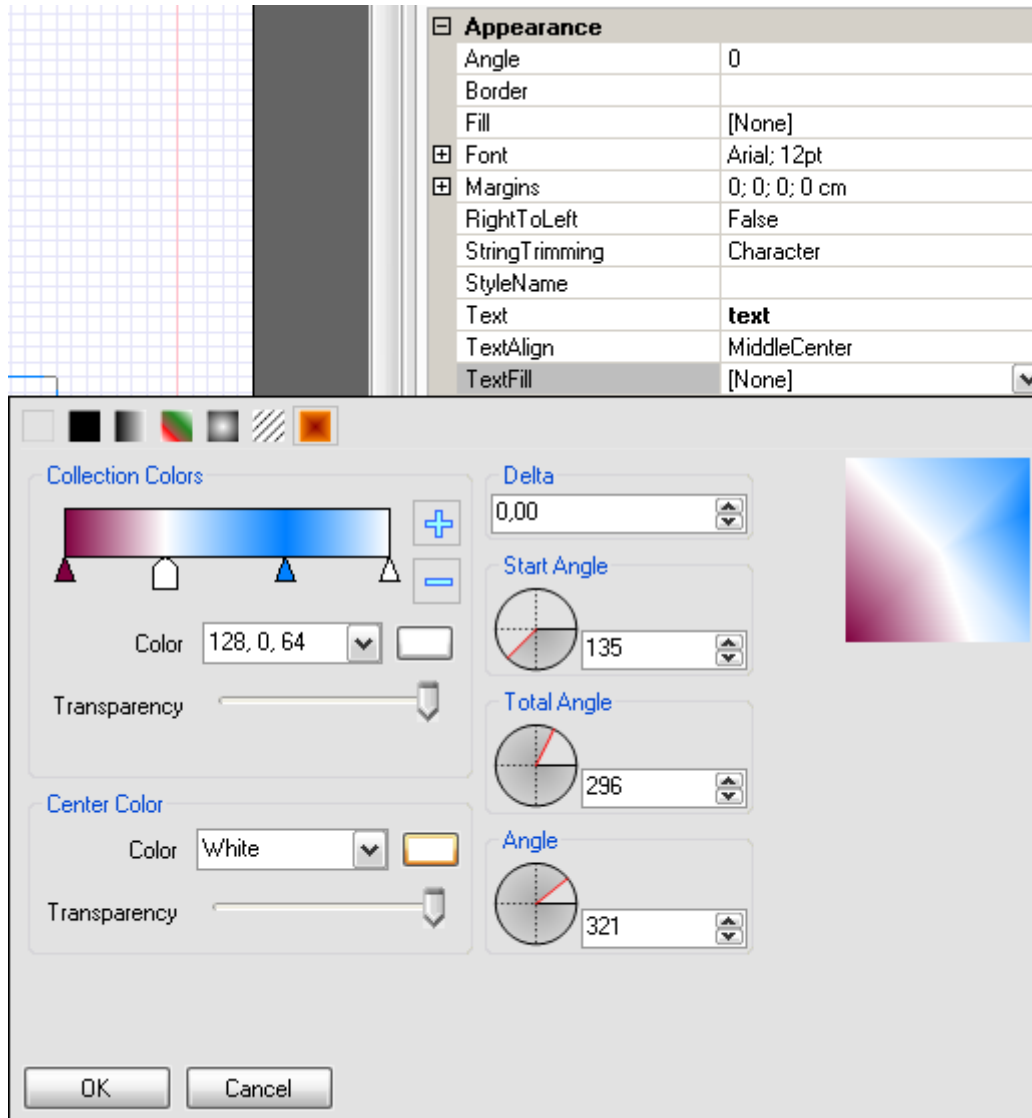 Appearance
Angle 0
Border
Fill [None]
Font Arial; 12pt
Margins 0; 0; 0; 0 cm
RightToLeft False
StringTrimming Character
StyleName
Text text
TextAlign MiddleCenter
TextFill [None]
Collection Colors
Color 128, 0, 64
Transparency
Center Color
Color White
Transparency
Delta
0,00
Start Angle
135
Total Angle
296
Angle
321
OK Cancel